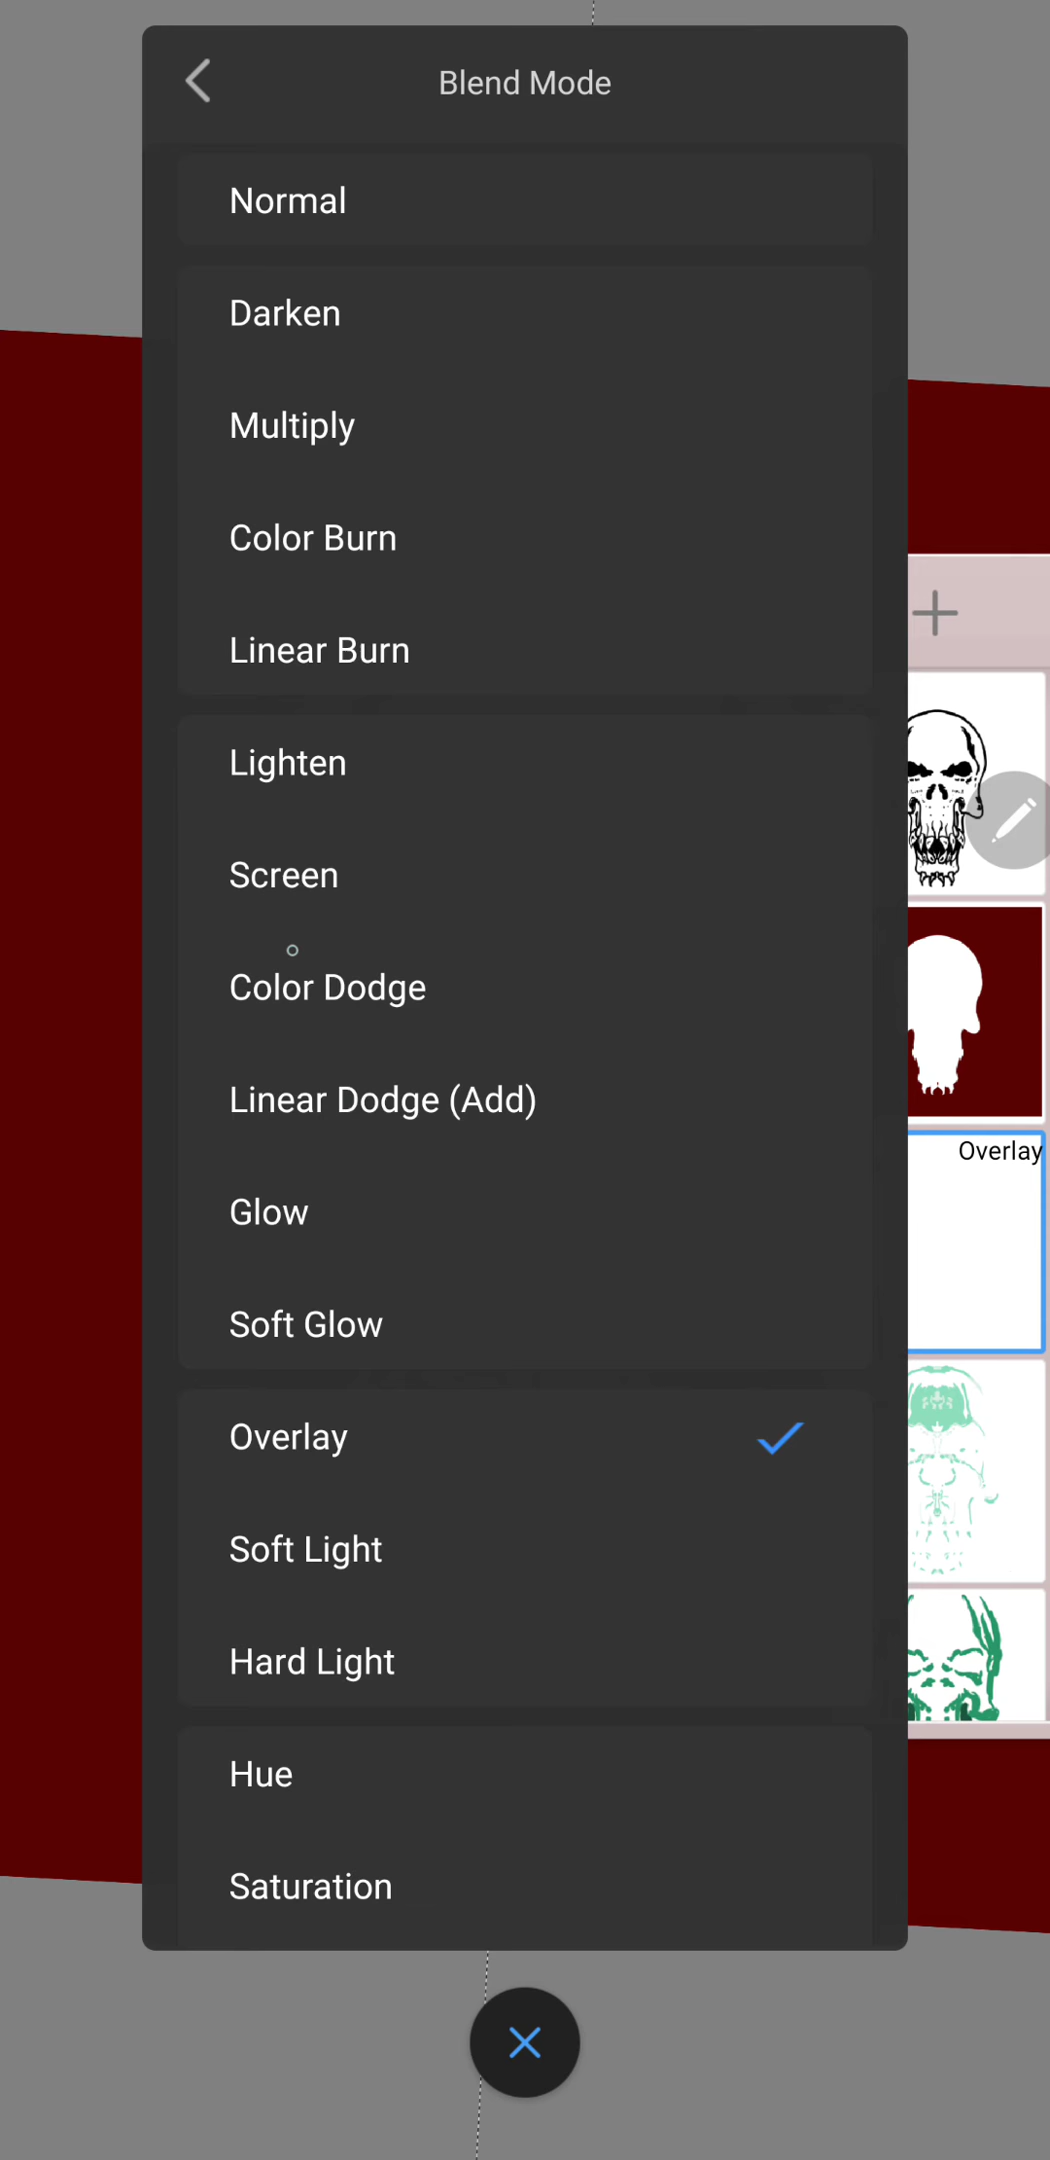 Blend Mode
Normal
Darken
Multiply
Color Burn
Linear Burn
Lighten
Screen
Color Dodge
Linear Dodge (Add)
Glow
Soft Glow
Overlay
Overlay
Soft Light
Hard Light
Hue
Saturation